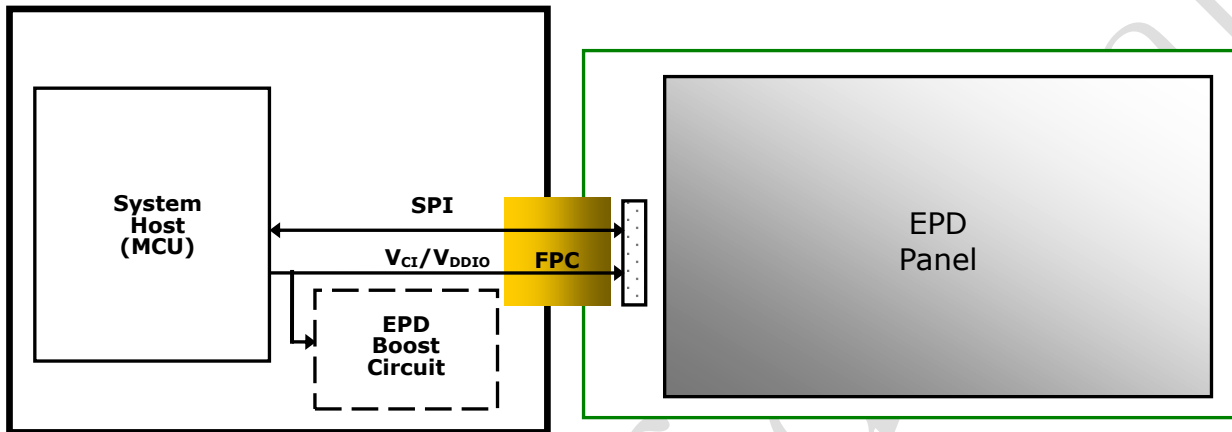 System
Host
(MCU)
SPI
VCI/VDDIO
FPC
EPD
Boost
Circuit
EPD
Panel